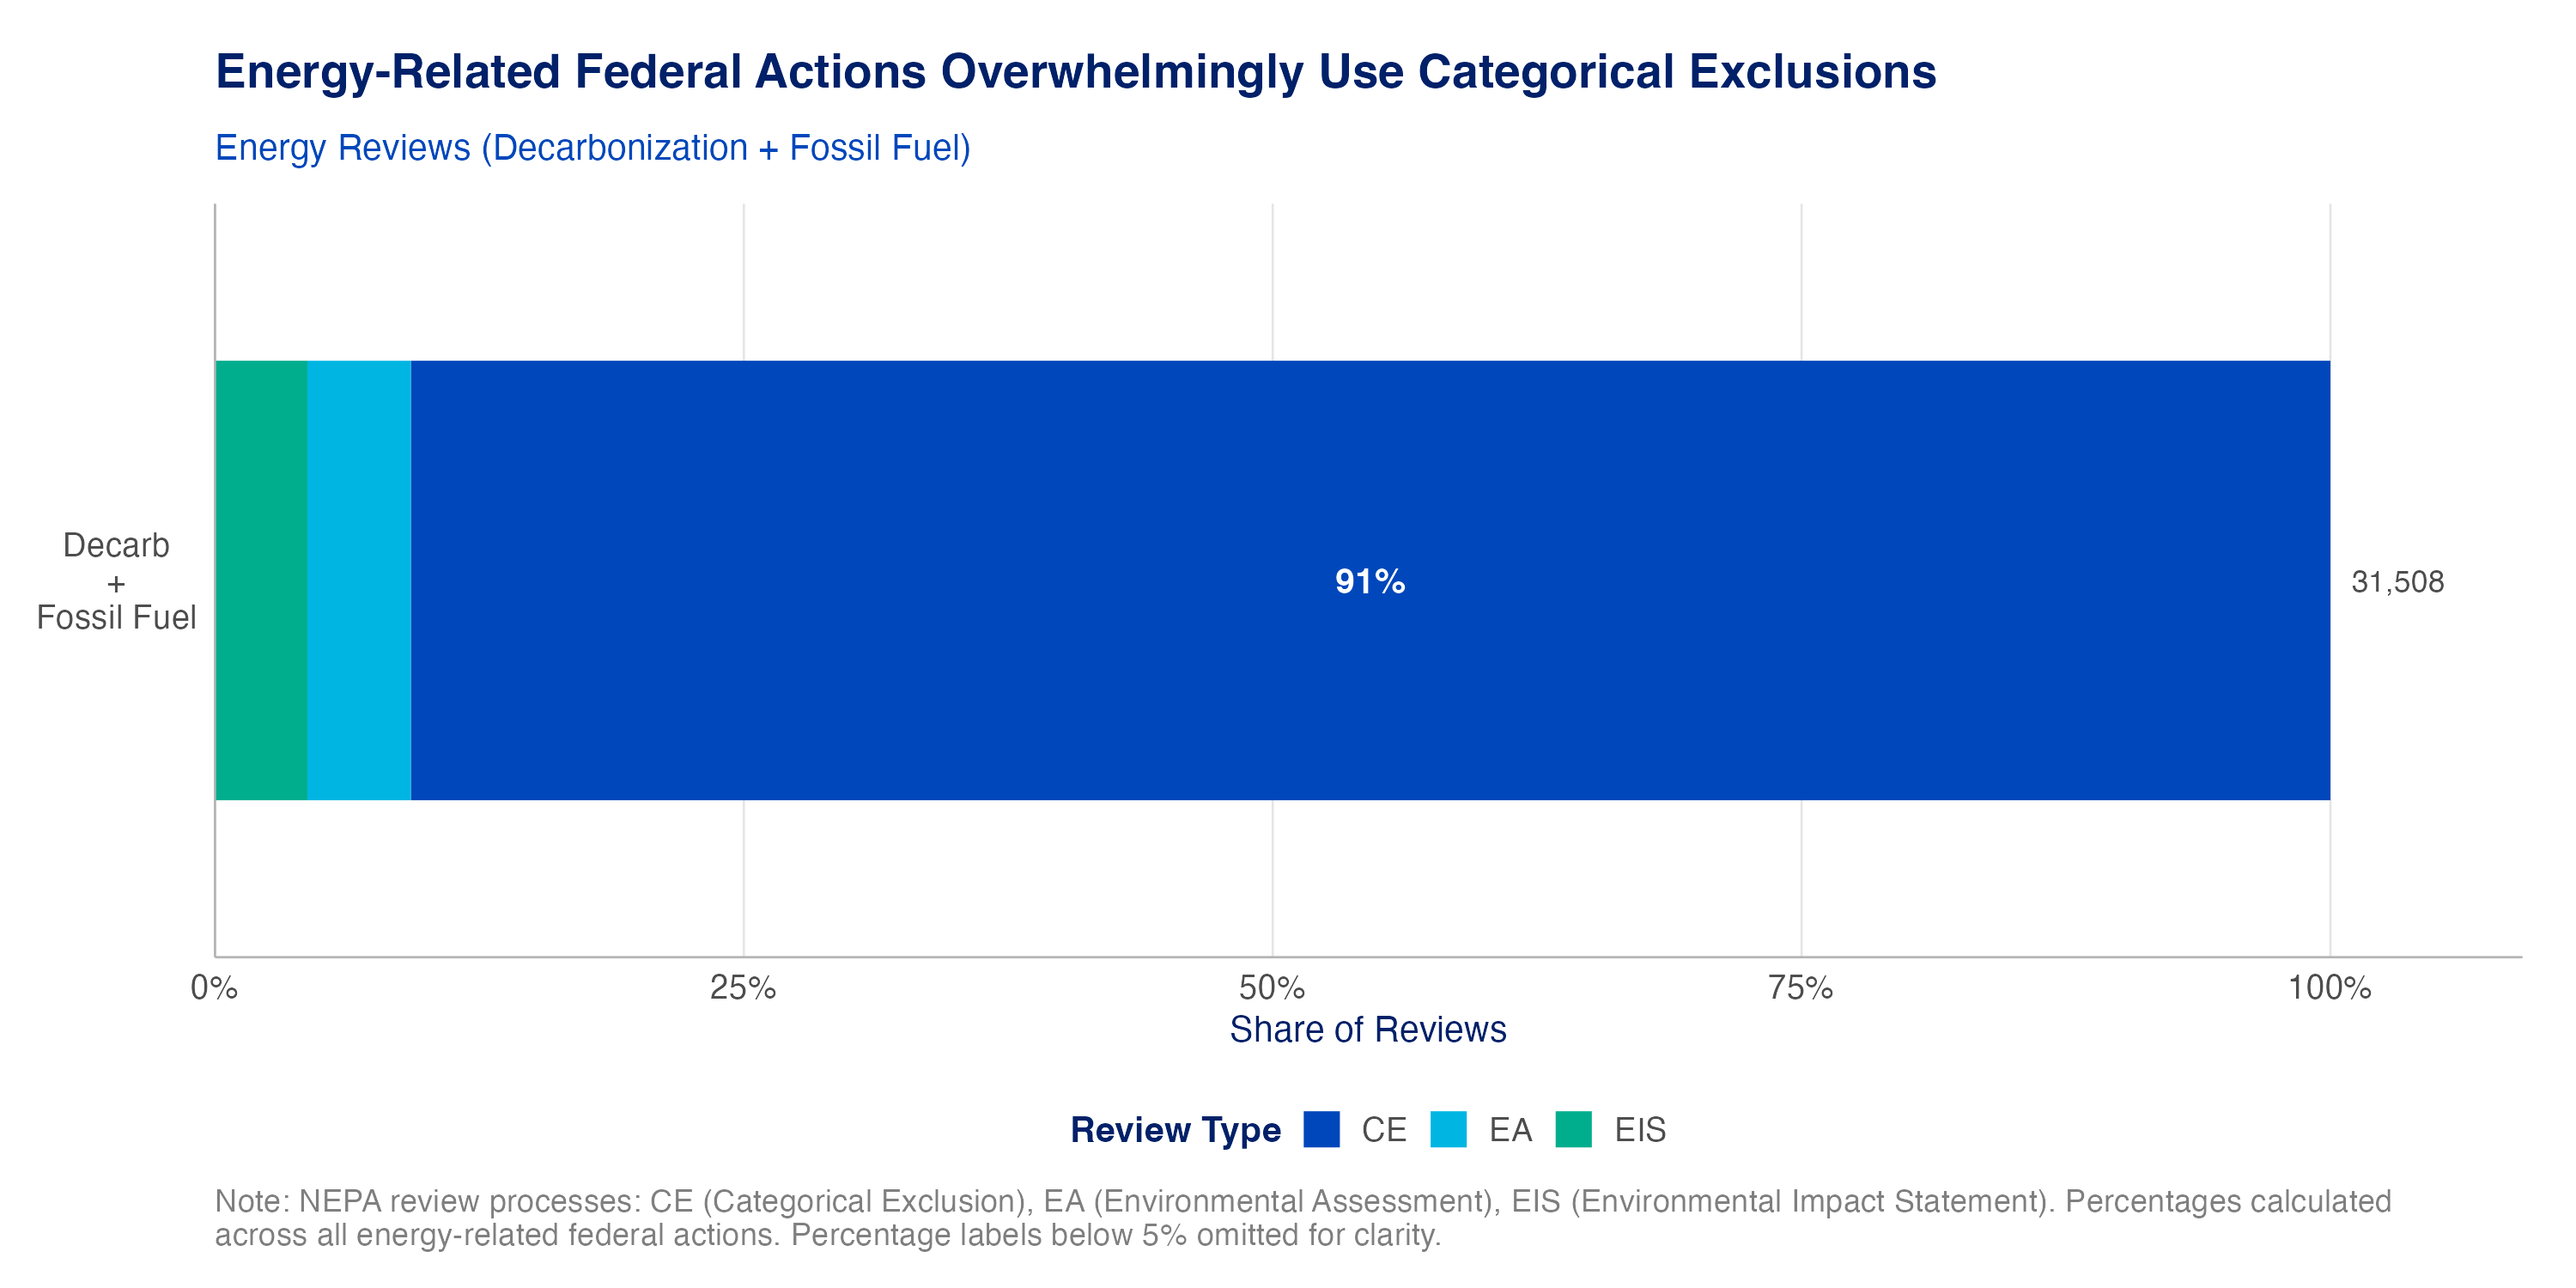 Energy-Related Federal Actions Overwhelmingly Use Categorical Exclusions
Energy Reviews (Decarbonization + Fossil Fuel)
Decarb
+
Fossil Fuel
91%
31,508
0%
25%
50%
75%
100%
Share of Reviews
Review Type CE EA EIS
Note: NEPA review processes: CE (Categorical Exclusion), EA (Environmental Assessment), EIS (Environmental Impact Statement). Percentages calculated
across all energy-related federal actions. Percentage labels below 5% omitted for clarity.